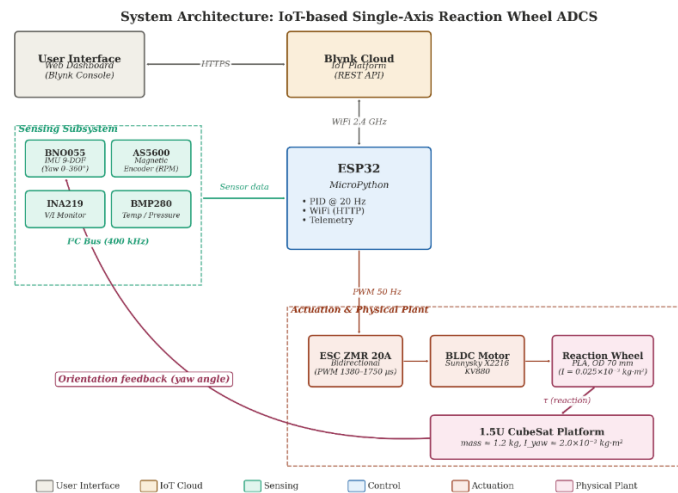 System Architecture: IoT-based Single-Axis Reaction Wheel ADCS
User Interface
Web Dashboard
(Blynk Console)
HTTPS
Blynk Cloud
IoT Platform
(REST API)
WiFi 2.4 GHz
Sensing Subsystem
BNO055
IMU 9-DOF
(Yaw 0–360°)
AS5600
Magnetic
Encoder (RPM)
INA219
V/I Monitor
BMP280
Temp / Pressure
I²C Bus (400 kHz)
Sensor data
ESP32
MicroPython
• PID @ 20 Hz
• WiFi (HTTP)
• Telemetry
PWM 50 Hz
Actuation & Physical Plant
ESC ZMR 20A
Bidirectional
(PWM 1380–1750 μs)
BLDC Motor
Sunnysky X2216
KV880
Reaction Wheel
PLA, OD 70 mm
(I = 0.025×10⁻³ kg·m²)
τ (reaction)
Orientation feedback (yaw angle)
1.5U CubeSat Platform
mass ≈ 1.2 kg, I_yaw ≈ 2.0×10⁻³ kg·m²
User Interface
IoT Cloud
Sensing
Control
Actuation
Physical Plant